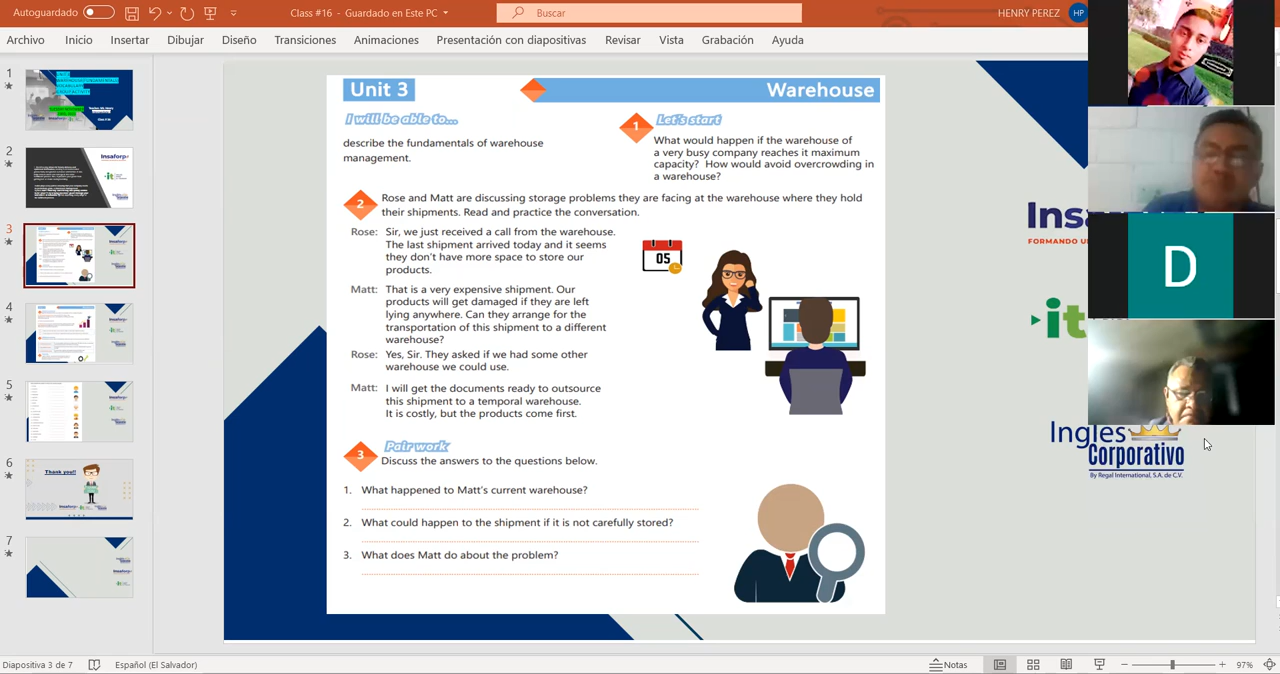 Autoguardado
Class #16 - Guardado en Este PC
Buscar
HENRY PEREZ
HP
Archivo Inicio Insertar Dibujar Diseño Transiciones Animaciones Presentación con diapositivas Revisar Vista Grabación Ayuda
1
2
3
4
5
6
Thank you!!
7
Unit 3
Warehouse
I will be able to...
describe the fundamentals of warehouse
management.
1
Let's start
What would happen if the warehouse of
a very busy company reaches it maximum
capacity? How would avoid overcrowding in
a warehouse?
2
Rose and Matt are discussing storage problems they are facing at the warehouse where they hold
their shipments. Read and practice the conversation.
Rose: Sir, we just received a call from the warehouse.
The last shipment arrived today and it seems
they don't have more space to store our
products.
Matt: That is a very expensive shipment. Our
products will get damaged if they are left
lying anywhere. Can they arrange for the
transportation of this shipment to a different
warehouse?
Rose: Yes, Sir. They asked if we had some other
warehouse we could use.
Matt: I will get the documents ready to outsource
this shipment to a temporal warehouse.
It is costly, but the products come first.
05
3
Pair work
Discuss the answers to the questions below.
1. What happened to Matt's current warehouse?
2. What could happen to the shipment if it is not carefully stored?
3. What does Matt do about the problem?
D
Ingles
Corporativo
By Regal International, S.A. de C.V.
Diapositiva 3 de 7
Español (El Salvador)
Notas
97%